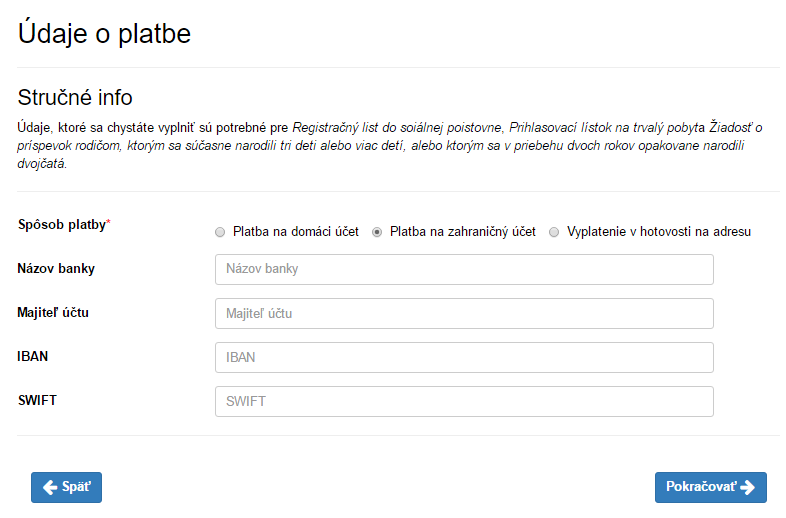 Údaje o platbe
Stručné info
Údaje, ktoré sa chystáte vyplniť sú potrebné pre Registračný list do soiálnej poistovne, Prihlasovací lístok na trvalý pobyta Žiadosť o
príspevok rodičom, ktorým sa súčasne narodili tri deti alebo viac detí, alebo ktorým sa v priebehu dvoch rokov opakovane narodili
dvojčatá.
Spôsob platby*
Platba na domáci účet Platba na zahraničný účet Vyplatenie v hotovosti na adresu
Názov banky Názov banky
Majiteľ účtu Majiteľ účtu
IBAN IBAN
SWIFT SWIFT
Späť Pokračovať